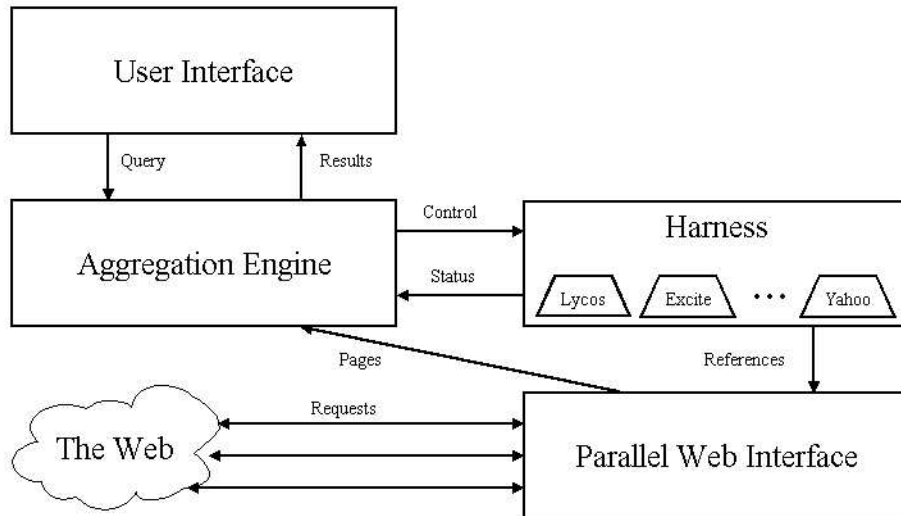 User Interface
Query
Results
Aggregation Engine
Control
Status
Harness
Lycos
Excite
...
Yahoo
Pages
References
Requests
The Web
Parallel Web Interface